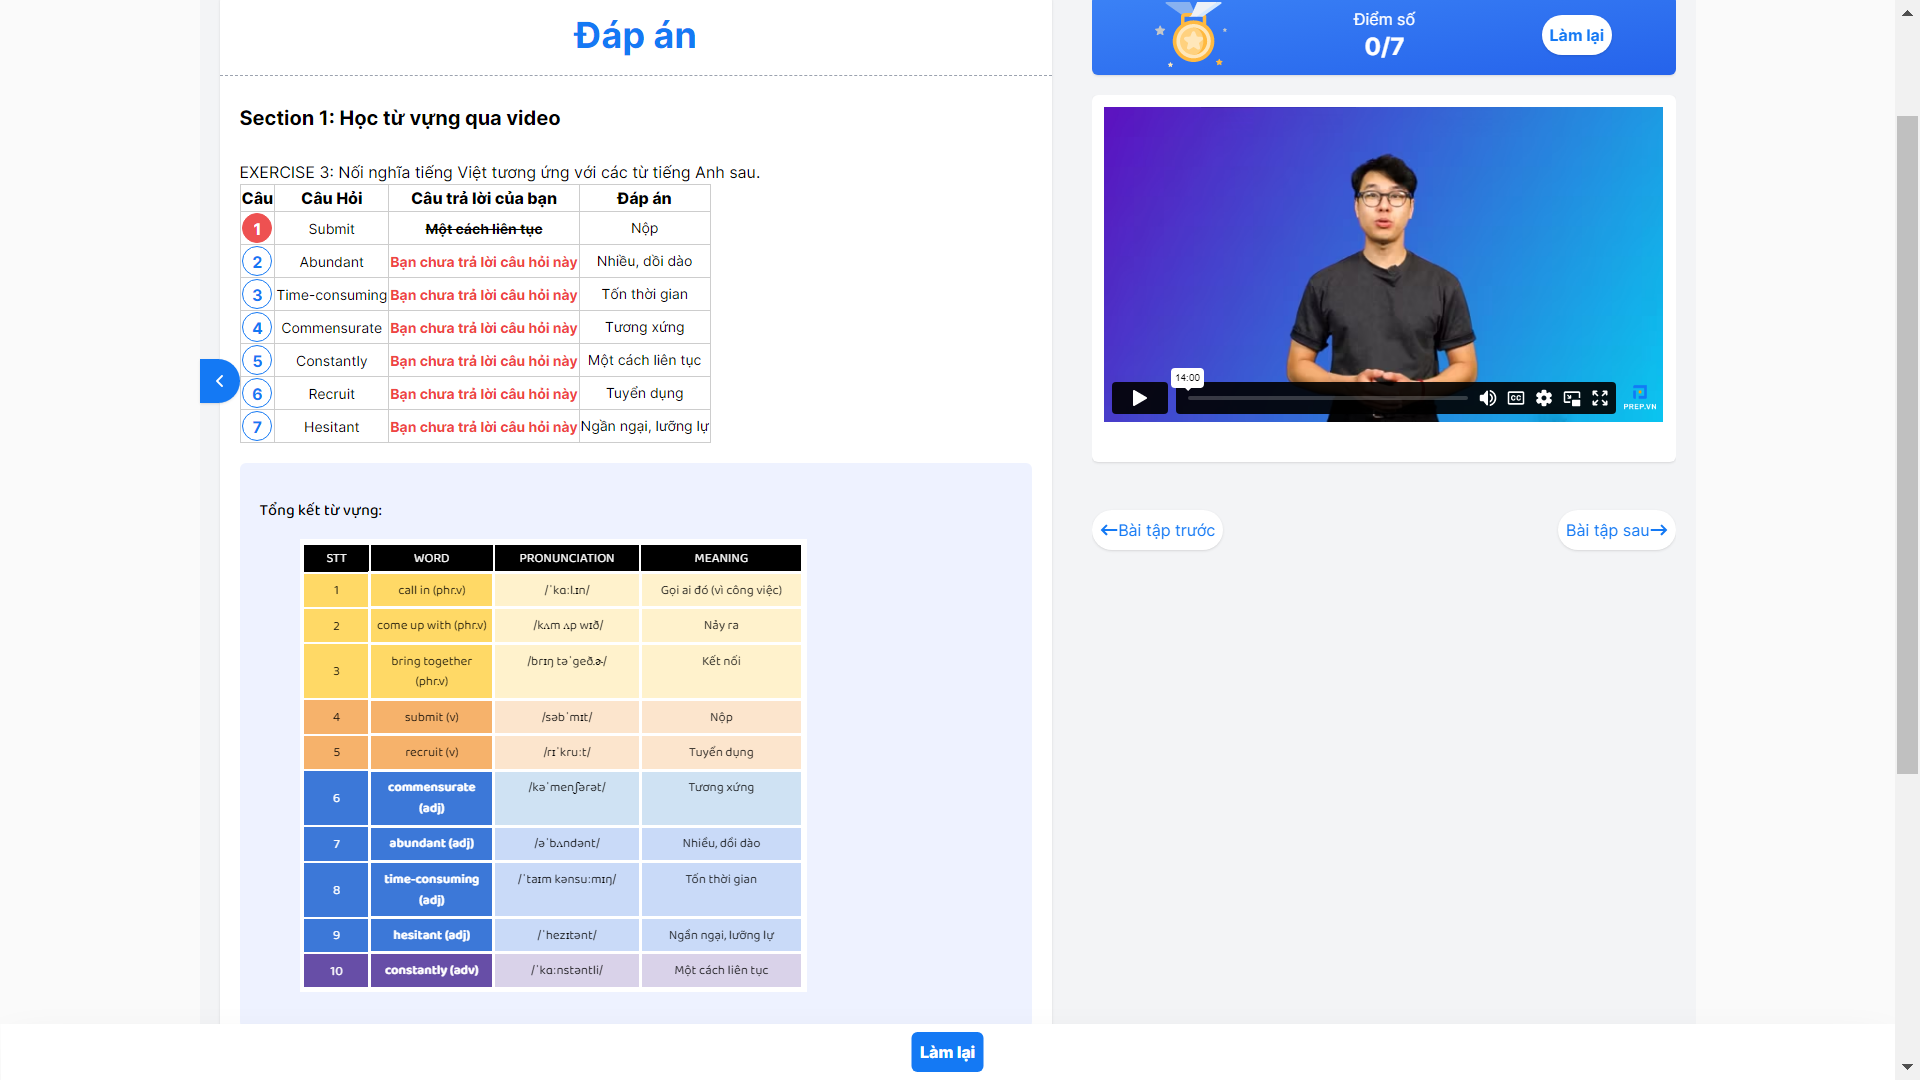 Đáp án
Điểm số
0/7
Làm lại
Section 1: Học từ vựng qua video
EXERCISE 3: Nối nghĩa tiếng Việt tương ứng với các từ tiếng Anh sau.
Câu Câu Hỏi Câu trả lời của bạn Đáp án
1 Submit Một cách liên tục Nộp
2 Abundant Bạn chưa trả lời câu hỏi này Nhiều, dồi dào
3 Time-consuming Bạn chưa trả lời câu hỏi này Tốn thời gian
4 Commensurate Bạn chưa trả lời câu hỏi này Tương xứng
5 Constantly Bạn chưa trả lời câu hỏi này Một cách liên tục
6 Recruit Bạn chưa trả lời câu hỏi này Tuyển dụng
7 Hesitant Bạn chưa trả lời câu hỏi này Ngần ngại, lưỡng lự
14:00
CC
PREP.VN
Bài tập trước
Bài tập sau
Tổng kết từ vựng:
STT WORD PRONUNCIATION MEANING
1 call in (phr.v) /ˈkɑːl.ɪn/ Gọi ai đó (vì công việc)
2 come up with (phr.v) /kʌm ʌp wɪð/ Nảy ra
3 bring together (phr.v) /brɪŋ təˈɡeð.ɚ/ Kết nối
4 submit (v) /səbˈmɪt/ Nộp
5 recruit (v) /rɪˈkruːt/ Tuyển dụng
6 commensurate (adj) /kəˈmenʃərət/ Tương xứng
7 abundant (adj) /əˈbʌndənt/ Nhiều, dồi dào
8 time-consuming (adj) /ˈtaɪm kənsuːmɪŋ/ Tốn thời gian
9 hesitant (adj) /ˈhezɪtənt/ Ngần ngại, lưỡng lự
10 constantly (adv) /ˈkɑːnstəntli/ Một cách liên tục
Làm lại